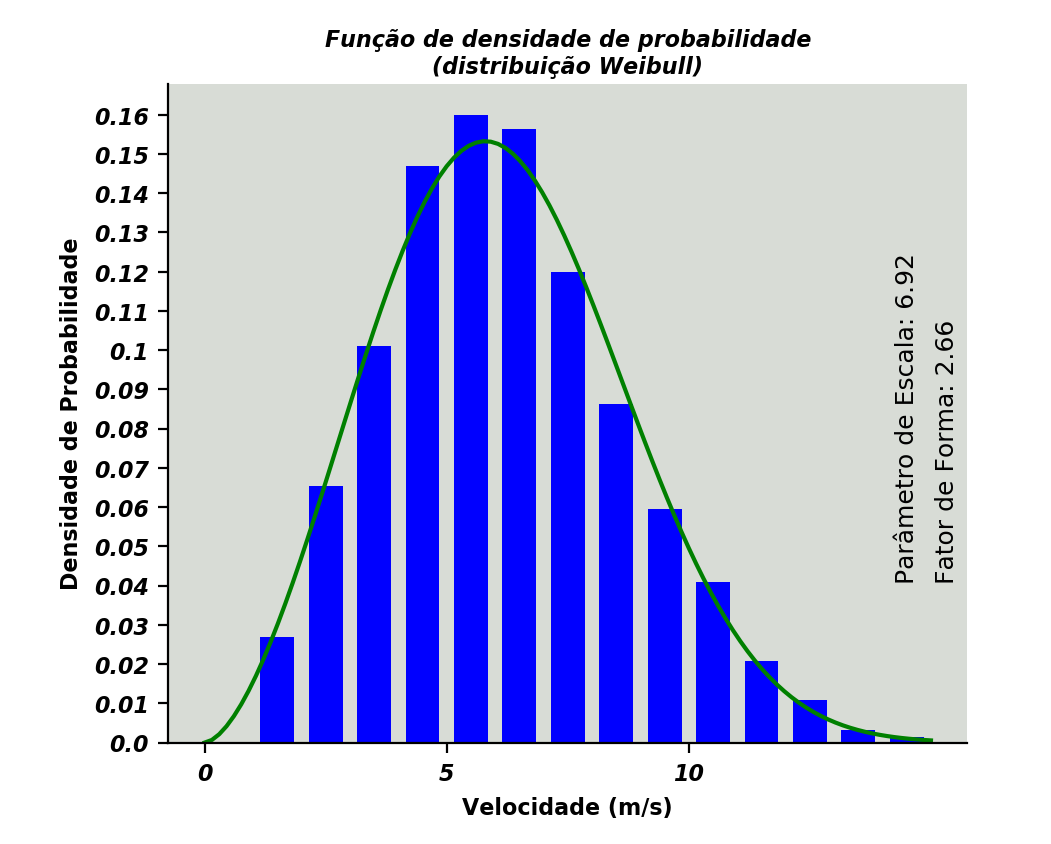 Função de densidade de probabilidade
(distribuição Weibull)
Densidade de Probabilidade
0.16
0.15
0.14
0.13
0.12
0.11
0.1
0.09
0.08
0.07
0.06
0.05
0.04
0.03
0.02
0.01
0.0
0 5 10
Velocidade (m/s)
Parâmetro de Escala: 6.92
Fator de Forma: 2.66